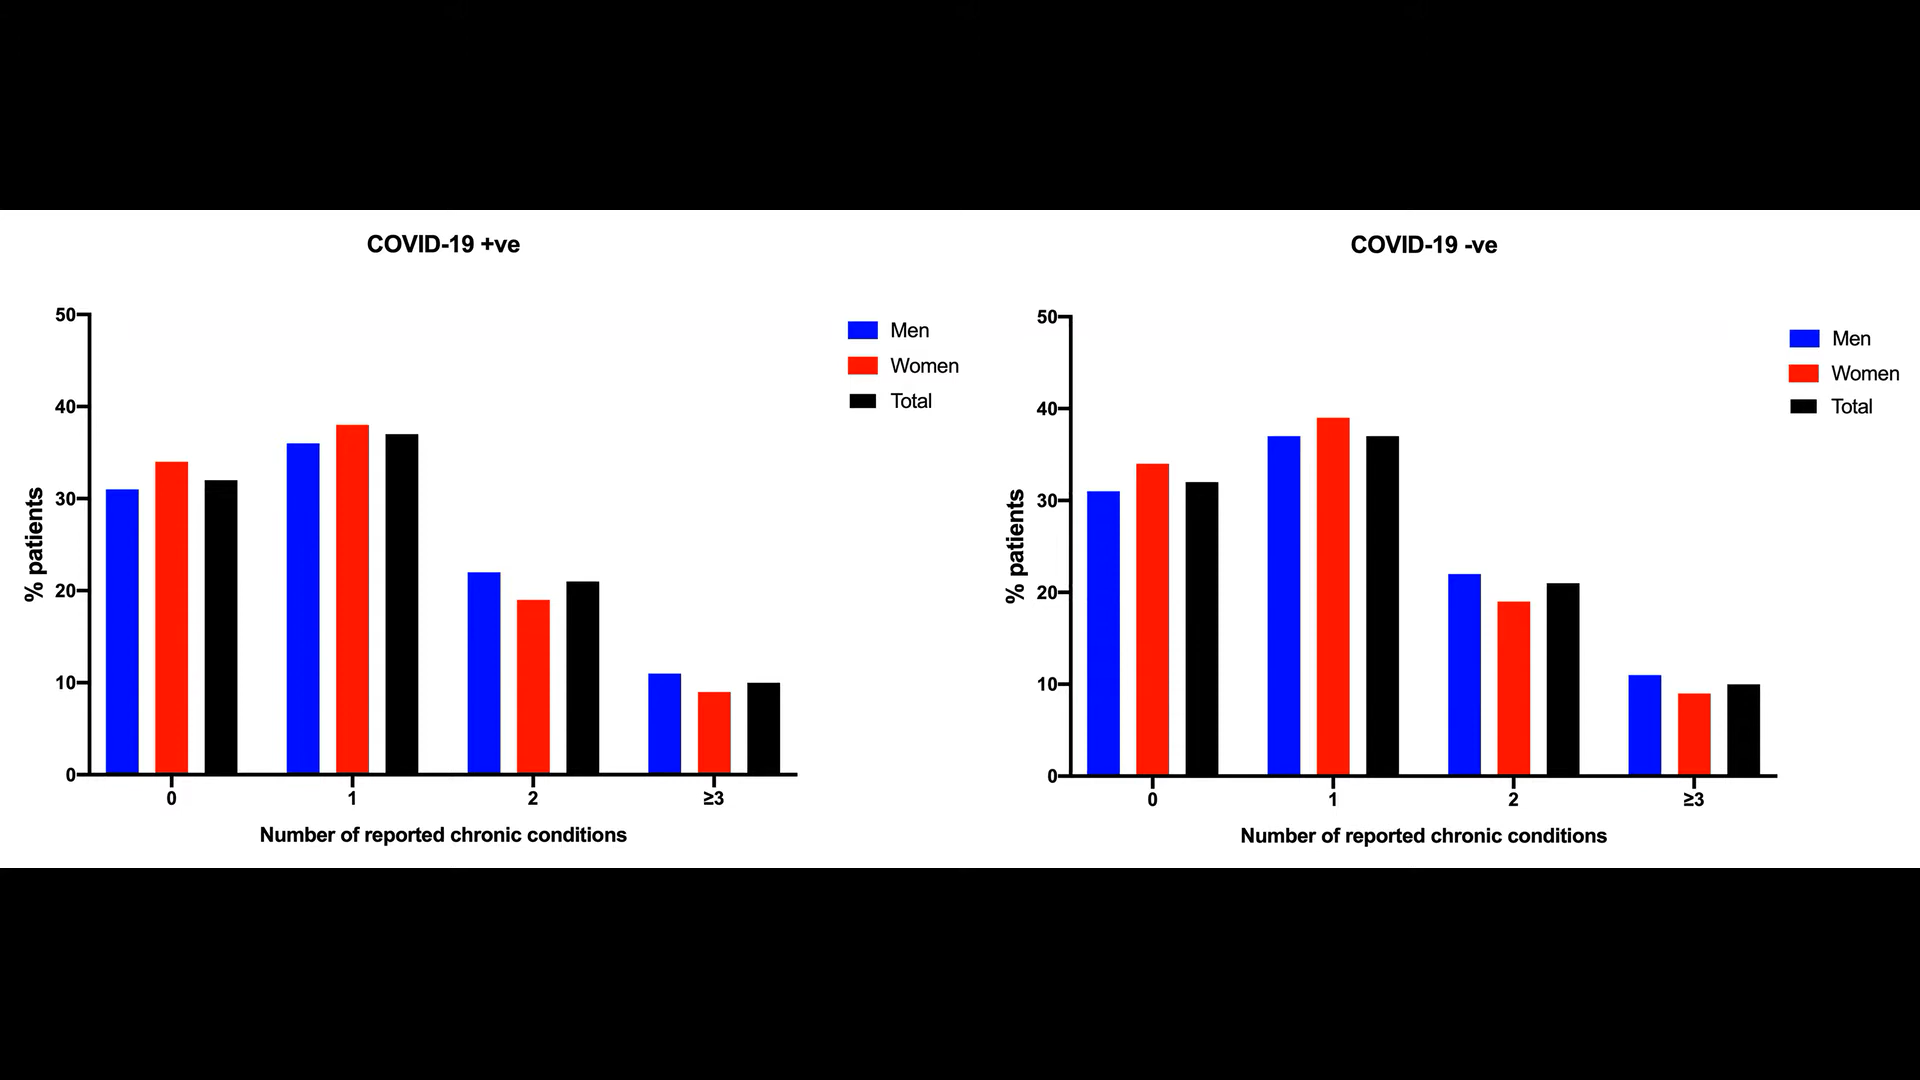 COVID-19 +ve
50
40
30
20
10
0
% patients
0 1 2 ≥3
Number of reported chronic conditions
Men
Women
Total
COVID-19 -ve
50
40
30
20
10
0
% patients
0 1 2 ≥3
Number of reported chronic conditions
Men
Women
Total